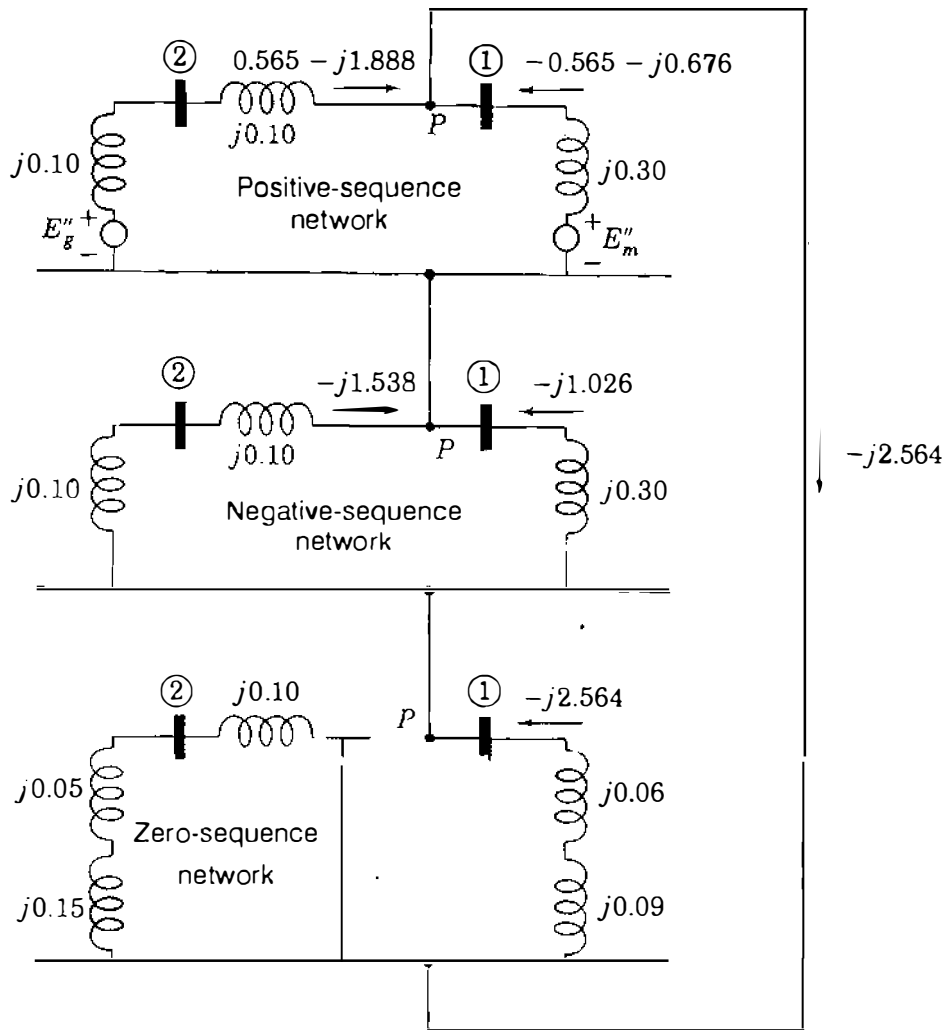 ② 0.565 − j1.888 ① − 0.565 − j0.676
P
j0.10
j0.10 j0.30
Positive-sequence
network
E″g + − + − E″m
② −j1.538 ① −j1.026
P
j0.10
j0.10 j0.30
−j2.564
Negative-sequence
network
② j0.10 P ① −j2.564
j0.05 j0.06
Zero-sequence
network
j0.15 j0.09